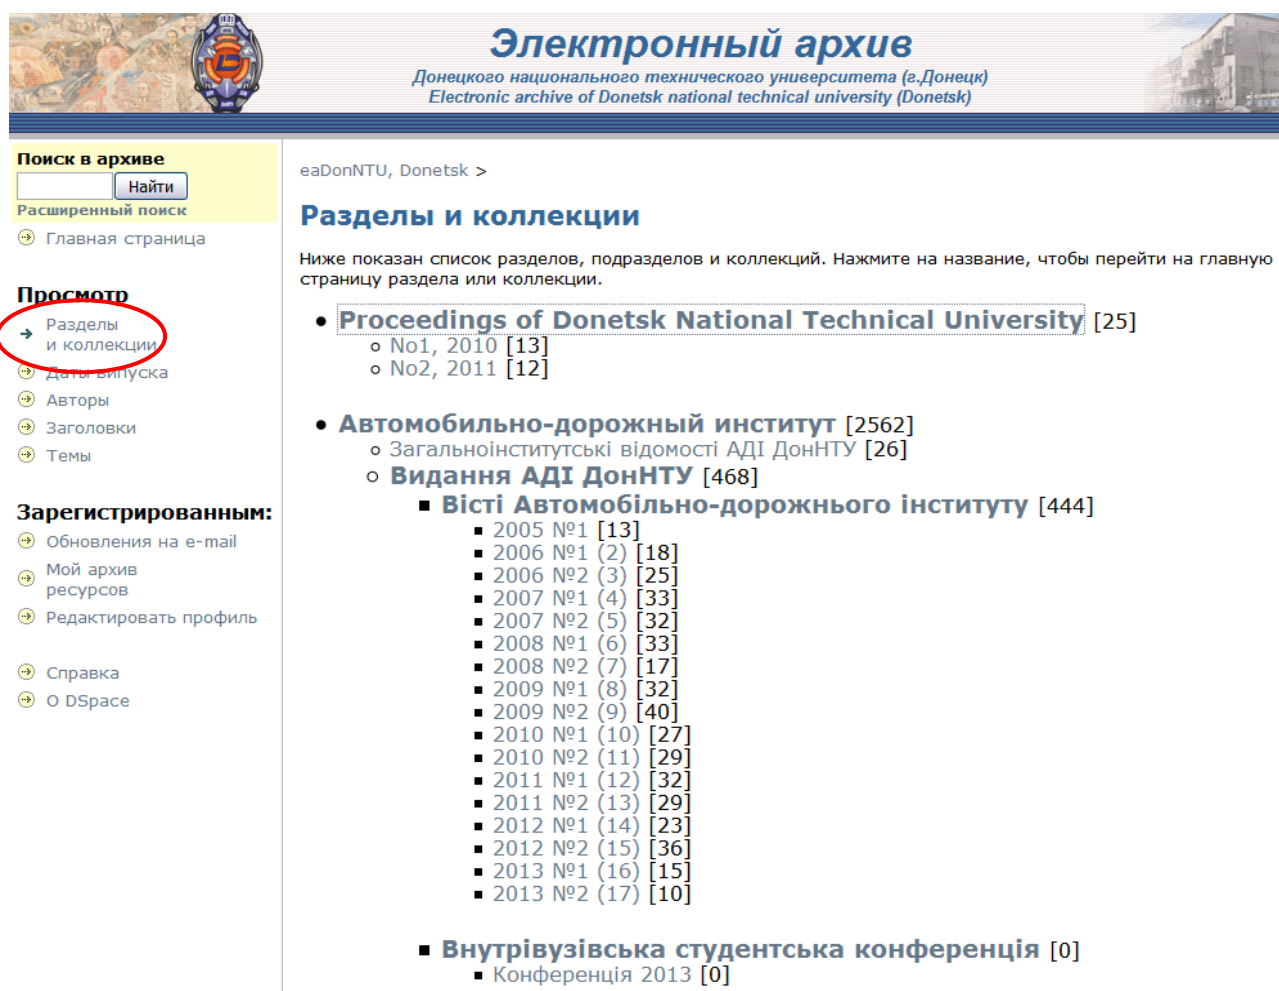 Электронный архив
Донецкого национального технического университета (г.Донецк)
Electronic archive of Donetsk national technical university (Donetsk)
Поиск в архиве
Найти
Расширенный поиск
Главная страница
Просмотр
Разделы
и коллекции
Даты випуска
Авторы
Заголовки
Темы
Зарегистрированным:
Обновления на e-mail
Мой архив
ресурсов
Редактировать профиль
Справка
О DSpace
eaDonNTU, Donetsk >
Разделы и коллекции
Ниже показан список разделов, подразделов и коллекций. Нажмите на название, чтобы перейти на главную
страницу раздела или коллекции.
Proceedings of Donetsk National Technical University [25]
No1, 2010 [13]
No2, 2011 [12]
Автомобильно-дорожный институт [2562]
Загальноінститутські відомості АДІ ДонНТУ [26]
Видання АДІ ДонНТУ [468]
Вісті Автомобільно-дорожнього інституту [444]
2005 №1 [13]
2006 №1 (2) [18]
2006 №2 (3) [25]
2007 №1 (4) [33]
2007 №2 (5) [32]
2008 №1 (6) [33]
2008 №2 (7) [17]
2009 №1 (8) [32]
2009 №2 (9) [40]
2010 №1 (10) [27]
2010 №2 (11) [29]
2011 №1 (12) [32]
2011 №2 (13) [29]
2012 №1 (14) [23]
2012 №2 (15) [36]
2013 №1 (16) [15]
2013 №2 (17) [10]
Внутрівузівська студентська конференція [0]
Конференція 2013 [0]